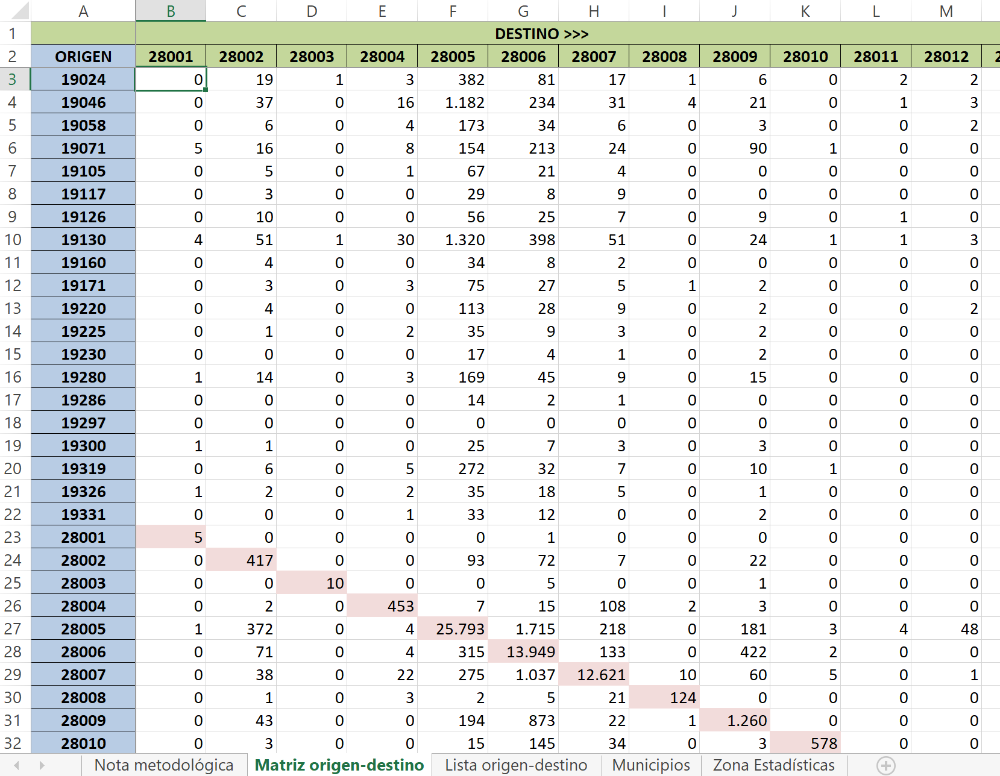 A B C D E F G H I J K L M
1 DESTINO >>>
2 ORIGEN 28001 28002 28003 28004 28005 28006 28007 28008 28009 28010 28011 28012
3 19024 0 19 1 3 382 81 17 1 6 0 2 2
4 19046 0 37 0 16 1.182 234 31 4 21 0 1 3
5 19058 0 6 0 4 173 34 6 0 3 0 0 2
6 19071 5 16 0 8 154 213 24 0 90 1 0 0
7 19105 0 5 0 1 67 21 4 0 0 0 0 0
8 19117 0 3 0 0 29 8 9 0 0 0 0 0
9 19126 0 10 0 0 56 25 7 0 9 0 1 0
10 19130 4 51 1 30 1.320 398 51 0 24 1 1 3
11 19160 0 4 0 0 34 8 2 0 0 0 0 0
12 19171 0 3 0 3 75 27 5 1 2 0 0 0
13 19220 0 4 0 0 113 28 9 0 2 0 0 2
14 19225 0 1 0 2 35 9 3 0 2 0 0 0
15 19230 0 0 0 0 17 4 1 0 2 0 0 0
16 19280 1 14 0 3 169 45 9 0 15 0 0 0
17 19286 0 0 0 0 14 2 1 0 0 0 0 0
18 19297 0 0 0 0 0 0 0 0 0 0 0 0
19 19300 1 1 0 0 25 7 3 0 3 0 0 0
20 19319 0 6 0 5 272 32 7 0 10 1 0 0
21 19326 1 2 0 2 35 18 5 0 1 0 0 0
22 19331 0 0 0 1 33 12 0 0 2 0 0 0
23 28001 5 0 0 0 0 1 0 0 0 0 0 0
24 28002 0 417 0 0 93 72 7 0 22 0 0 0
25 28003 0 0 10 0 0 5 0 0 1 0 0 0
26 28004 0 2 0 453 7 15 108 2 3 0 0 0
27 28005 1 372 0 4 25.793 1.715 218 0 181 3 4 48
28 28006 0 71 0 4 315 13.949 133 0 422 2 0 0
29 28007 0 38 0 22 275 1.037 12.621 10 60 5 0 1
30 28008 0 1 0 3 2 5 21 124 0 0 0 0
31 28009 0 43 0 0 194 873 22 1 1.260 0 0 0
32 28010 0 3 0 0 15 145 34 0 3 578 0 0
Nota metodológica Matriz origen-destino Lista origen-destino Municipios Zona Estadísticas